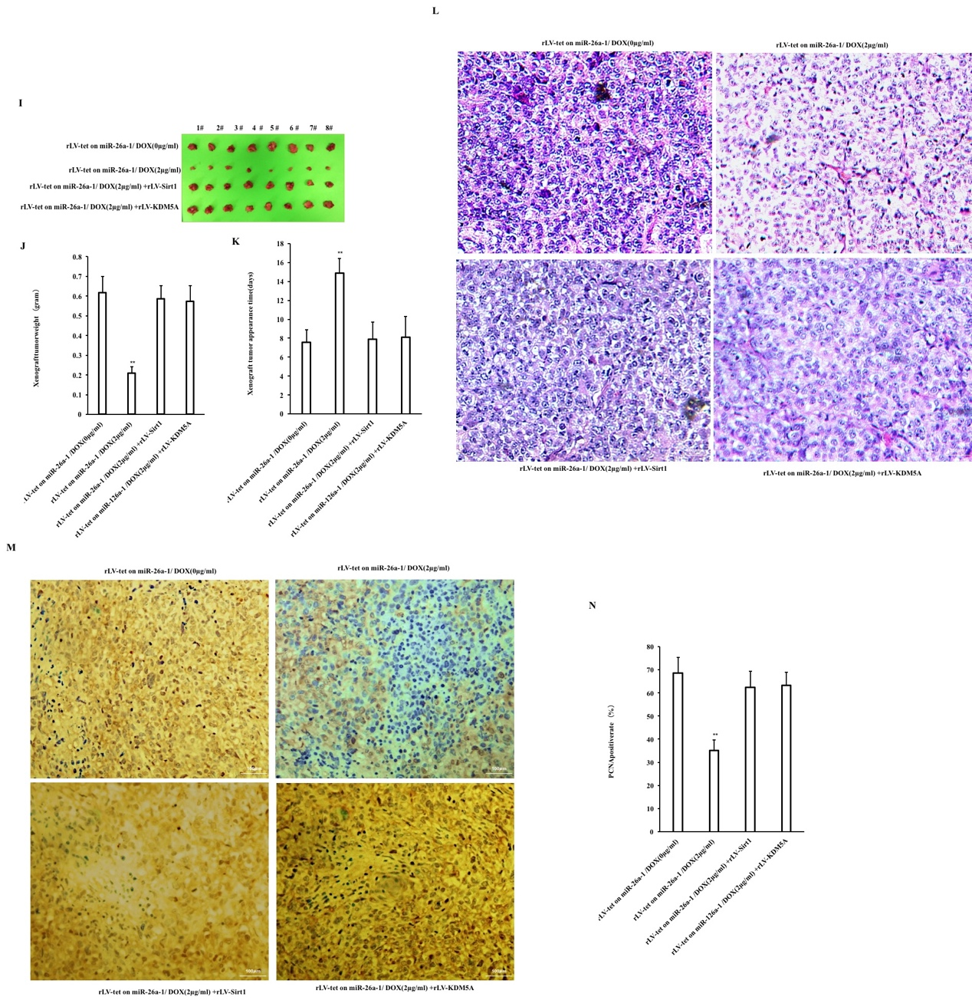 L
rLV-tet on miR-26a-1/ DOX(0μg/ml)
rLV-tet on miR-26a-1/ DOX(2μg/ml)
I
1# 2# 3 # 4 # 5 # 6 # 7# 8#
rLV-tet on miR-26a-1/ DOX(0μg/ml)
rLV-tet on miR-26a-1/ DOX(2μg/ml)
rLV-tet on miR-26a-1/ DOX(2μg/ml) +rLV-Sirt1
rLV-tet on miR-26a-1/ DOX(2μg/ml) +rLV-KDM5A
J
Xenografttumorweight（gram）
0.8
0.7
0.6
0.5
0.4
0.3
0.2
0.1
0
**
rLV-tet on miR-26a-1 /DOX(0μg/ml)
rLV-tet on miR-26a-1 /DOX(2μg/ml)
rLV-tet on miR-26a-1 /DOX(2μg/ml) +rLV-Sirt1
rLV-tet on miR-126a-1 /DOX(2μg/ml) +rLV-KDM5A
K
Xenograft tumor appearance time(days)
18
16
14
12
10
8
6
4
2
0
**
rLV-tet on miR-26a-1 /DOX(0μg/ml)
rLV-tet on miR-26a-1 /DOX(2μg/ml)
rLV-tet on miR-26a-1 /DOX(2μg/ml) +rLV-Sirt1
rLV-tet on miR-126a-1 /DOX(2μg/ml) +rLV-KDM5A
rLV-tet on miR-26a-1/ DOX(2μg/ml) +rLV-Sirt1
rLV-tet on miR-26a-1/ DOX(2μg/ml) +rLV-KDM5A
M
rLV-tet on miR-26a-1/ DOX(0μg/ml)
rLV-tet on miR-26a-1/ DOX(2μg/ml)
100μm
100μm
100μm
100μm
rLV-tet on miR-26a-1/ DOX(2μg/ml) +rLV-Sirt1
rLV-tet on miR-26a-1/ DOX(2μg/ml) +rLV-KDM5A
N
PCNApositiverate（%）
80
70
60
50
40
30
20
10
0
**
rLV-tet on miR-26a-1 /DOX(0μg/ml)
rLV-tet on miR-26a-1 /DOX(2μg/ml)
rLV-tet on miR-26a-1 /DOX(2μg/ml) +rLV-Sirt1
rLV-tet on miR-126a-1 /DOX(2μg/ml) +rLV-KDM5A